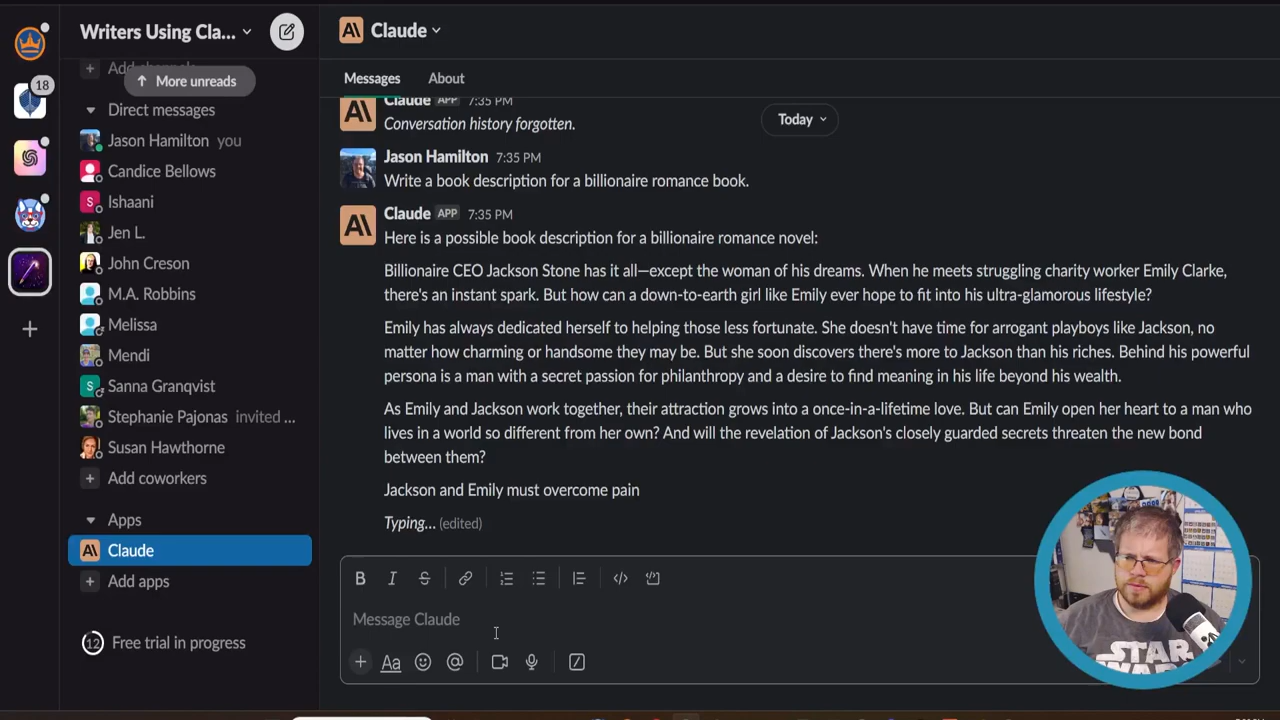 Writers Using Cla...
18
Add channels
More unreads
Direct messages
Jason Hamilton you
Candice Bellows
S Ishaani
Jen L.
John Creson
M.A. Robbins
Melissa
Mendi
S Sanna Granqvist
Stephanie Pajonas invited ...
Susan Hawthorne
Add coworkers
Apps
A\ Claude
Add apps
12 Free trial in progress
A\ Claude
Messages About
Today
Claude APP 7:35 PM
Conversation history forgotten.
Jason Hamilton 7:35 PM
Write a book description for a billionaire romance book.
Claude APP 7:35 PM
Here is a possible book description for a billionaire romance novel:
Billionaire CEO Jackson Stone has it all—except the woman of his dreams. When he meets struggling charity worker Emily Clarke,
there's an instant spark. But how can a down-to-earth girl like Emily ever hope to fit into his ultra-glamorous lifestyle?
Emily has always dedicated herself to helping those less fortunate. She doesn't have time for arrogant playboys like Jackson, no
matter how charming or handsome they may be. But she soon discovers there's more to Jackson than his riches. Behind his powerful
persona is a man with a secret passion for philanthropy and a desire to find meaning in his life beyond his wealth.
As Emily and Jackson work together, their attraction grows into a once-in-a-lifetime love. But can Emily open her heart to a man who
lives in a world so different from her own? And will the revelation of Jackson's closely guarded secrets threaten the new bond
between them?
Jackson and Emily must overcome pain
Typing... (edited)
B I S
Message Claude
Aa
STAR